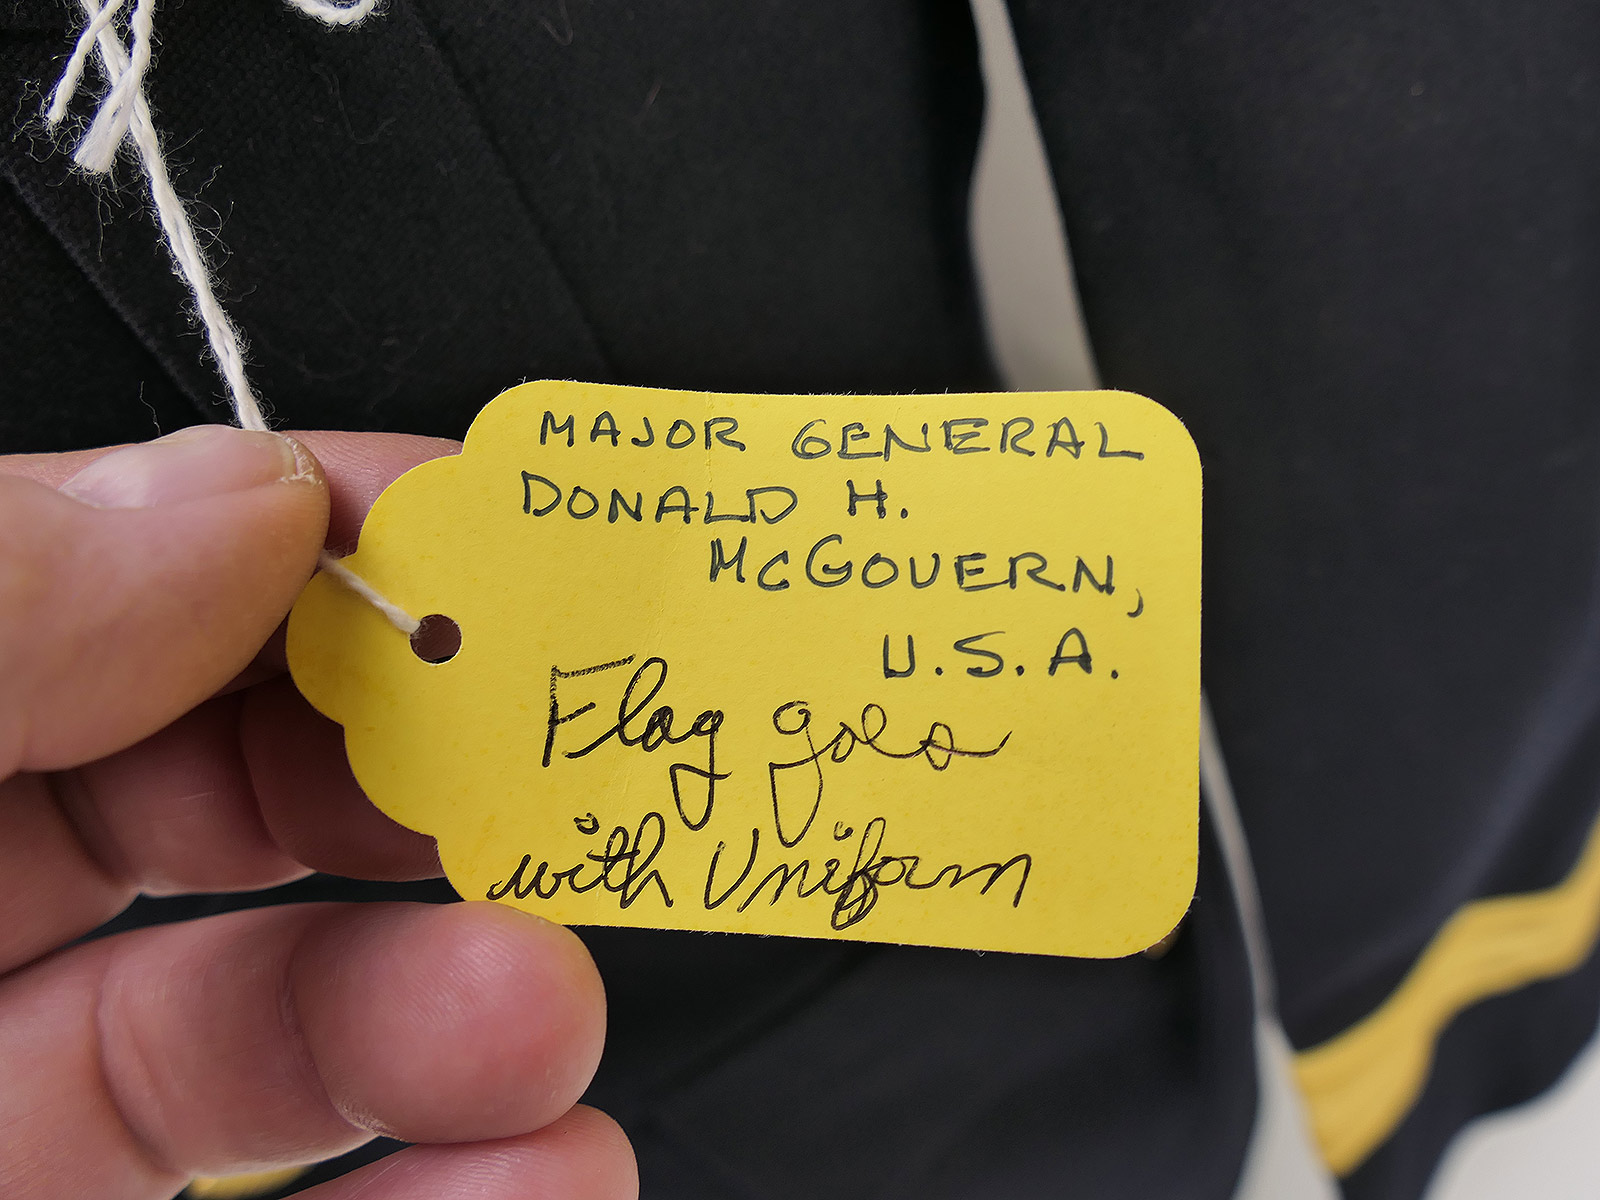 MAJOR GENERAL
DONALD H.
McGOVERN,
U.S.A.
Flag goes
with Uniform